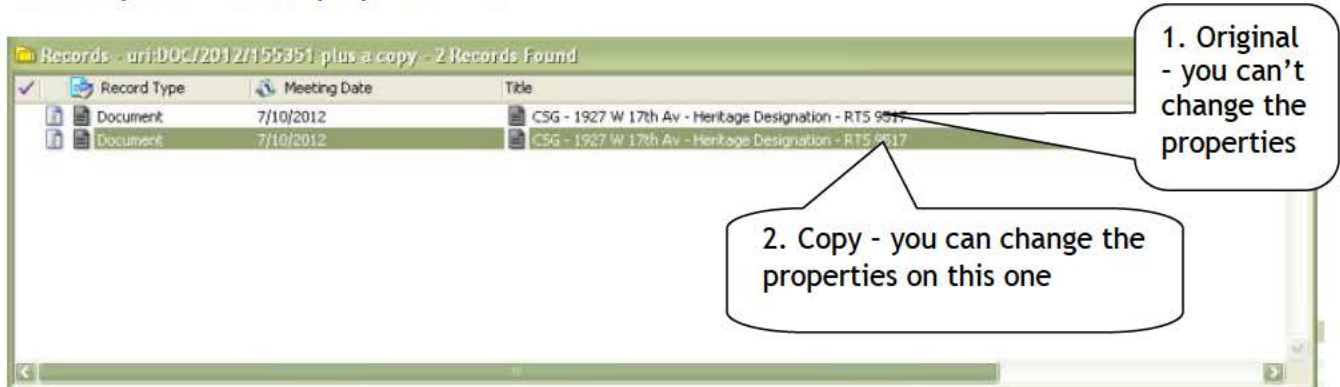 Records - uri:DOC/2012/155351 plus a copy - 2 Records Found
Record Type Meeting Date Title
Document 7/10/2012 CSG - 1927 W 17th Av - Heritage Designation - RTS 9517
Document 7/10/2012 CSG - 1927 W 17th Av - Heritage Designation - RTS 9517
1. Original
- you can't
change the
properties
2. Copy - you can change the
properties on this one